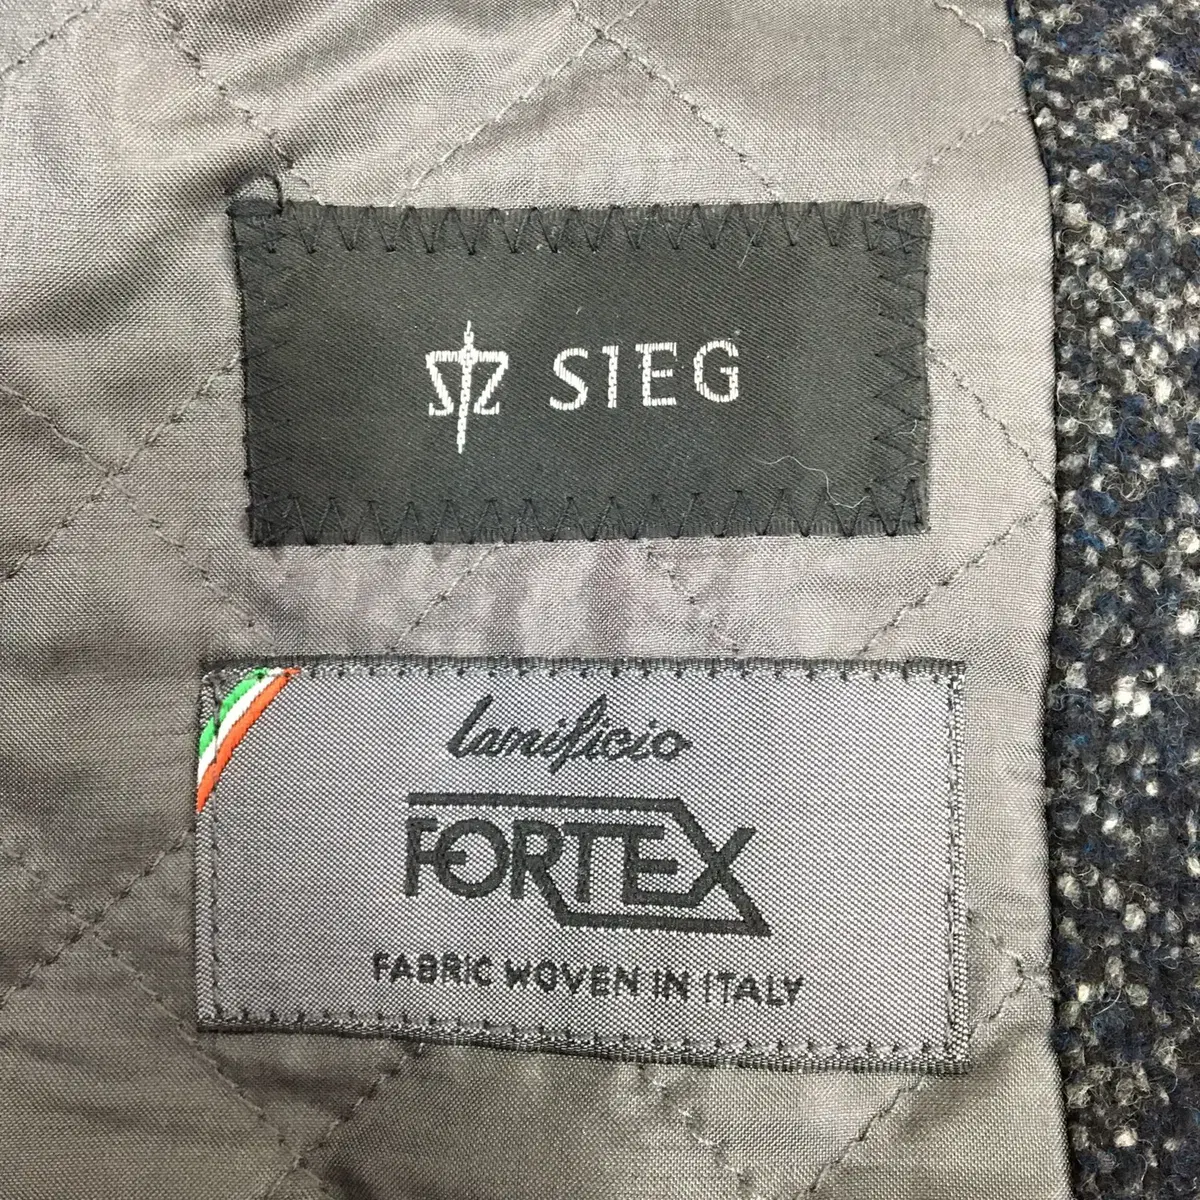 SIEG
lanificio
FORTEX
FABRIC WOVEN IN ITALY